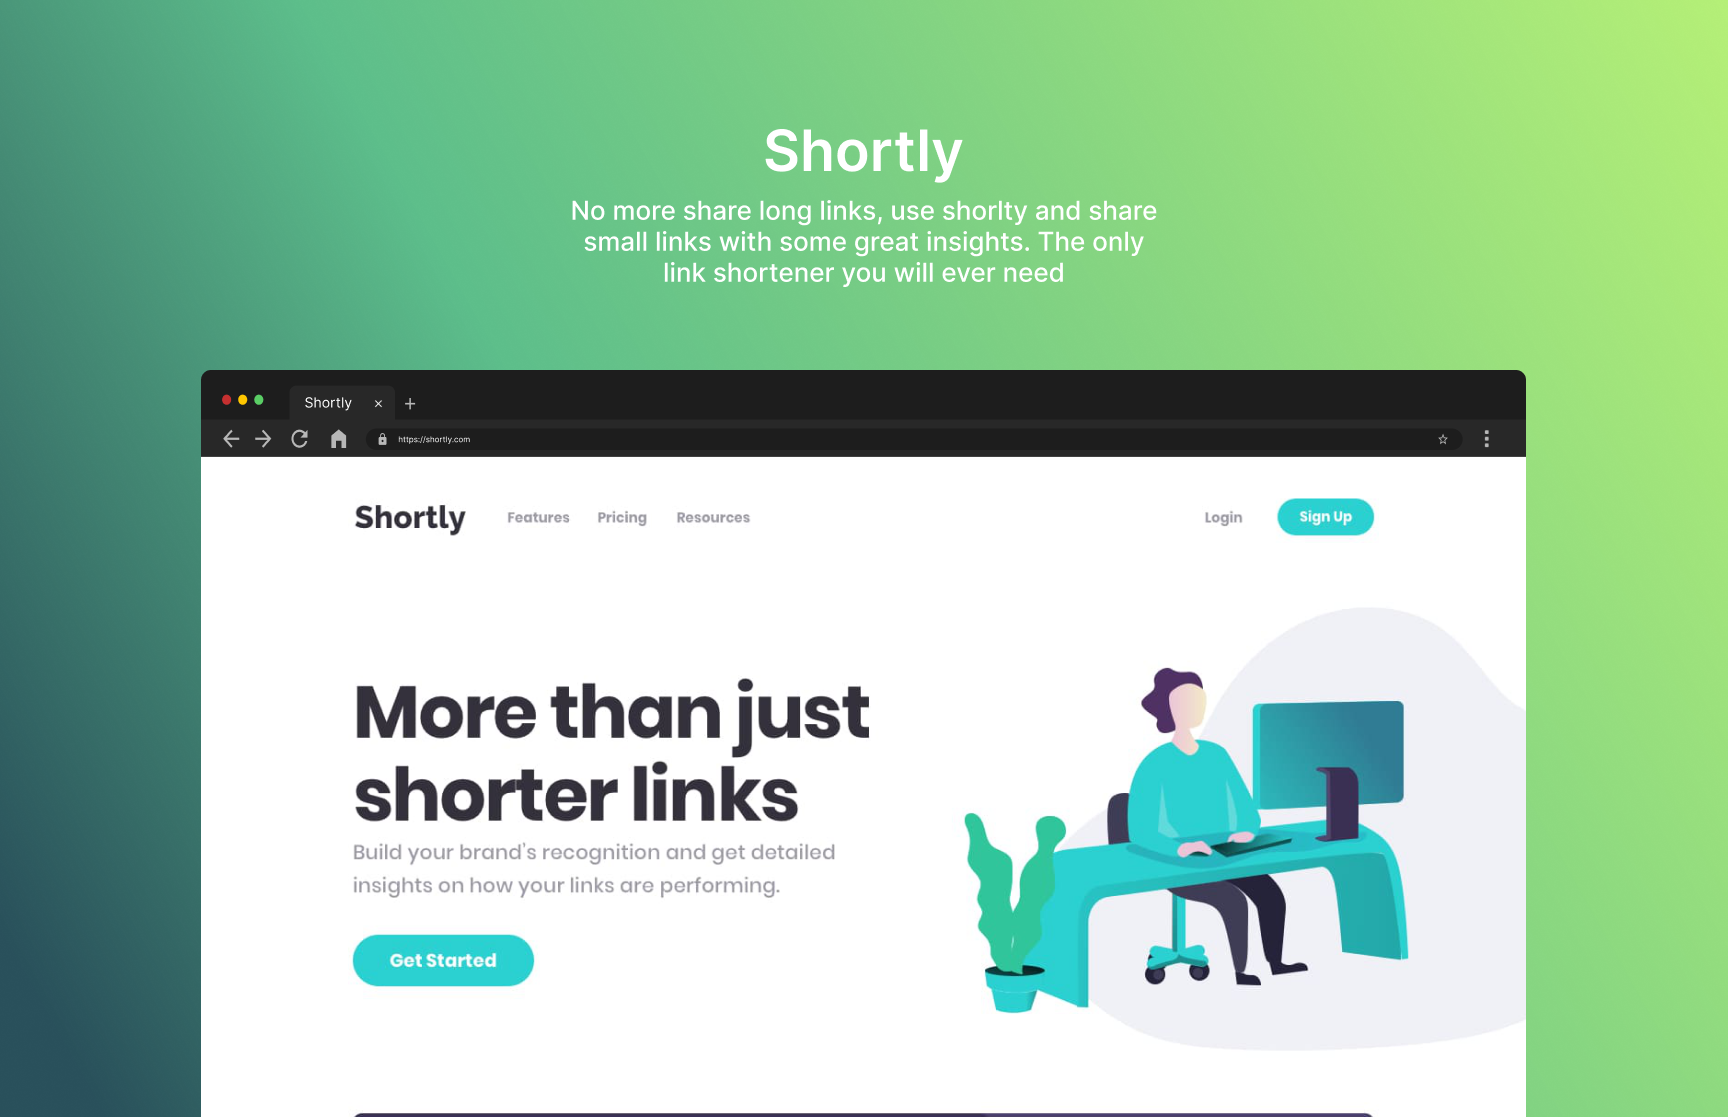 Shortly
No more share long links, use shorlty and share
small links with some great insights. The only
link shortener you will ever need
Shortly
https://shortly.com
Shortly Features Pricing Resources Login Sign Up
More than just
shorter links
Build your brand's recognition and get detailed
insights on how your links are performing.
Get Started